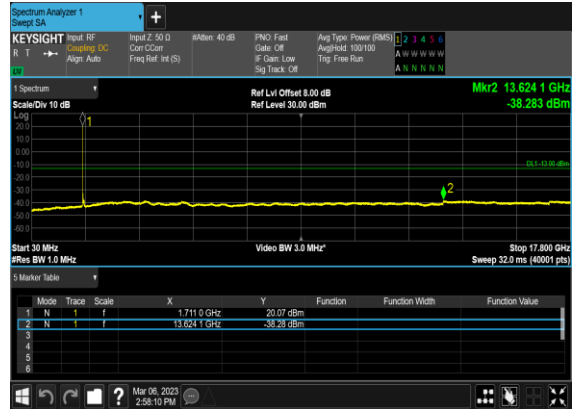 Spectrum Analyzer 1
Swept SA
+
KEYSIGHT Input: RF Input Z: 50 Ω #Atten: 40 dB PNO: Fast Avg Type: Power (RMS) 1 2 3 4 5 6
R T Coupling: DC Corr CCorr Gate: Off Avg|Hold: 100/100 A W W W W W
Align: Auto Freq Ref: Int (S) IF Gain: Low Trig: Free Run
Sig Track: Off A N N N N N
1 Spectrum Ref Lvl Offset 8.00 dB Mkr2 13.624 1 GHz
Scale/Div 10 dB Ref Level 30.00 dBm -38.283 dBm
Log
20.0
10.0
0.00
-10.0
-20.0
-30.0
-40.0
-50.0
-60.0
1
DL1 -13.00 dBm
2
Start 30 MHz Video BW 3.0 MHz* Stop 17.800 GHz
#Res BW 1.0 MHz Sweep 32.0 ms (40001 pts)
5 Marker Table
Mode Trace Scale X Y Function Function Width Function Value
1 N 1 f 1.711 0 GHz 20.07 dBm
2 N 1 f 13.624 1 GHz -38.28 dBm
3
4
5
6
? Mar 06, 2023
2:58:10 PM